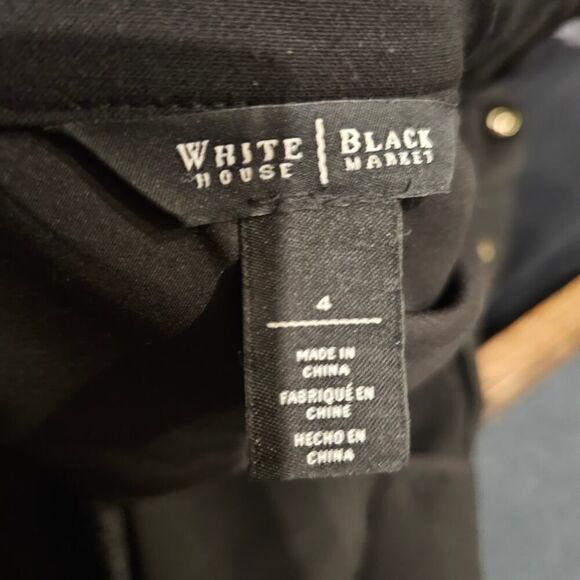 WHITE | BLACK
HOUSE | MARKET
4
MADE IN
CHINA
FABRIQUÉ EN
CHINE
HECHO EN
CHINA